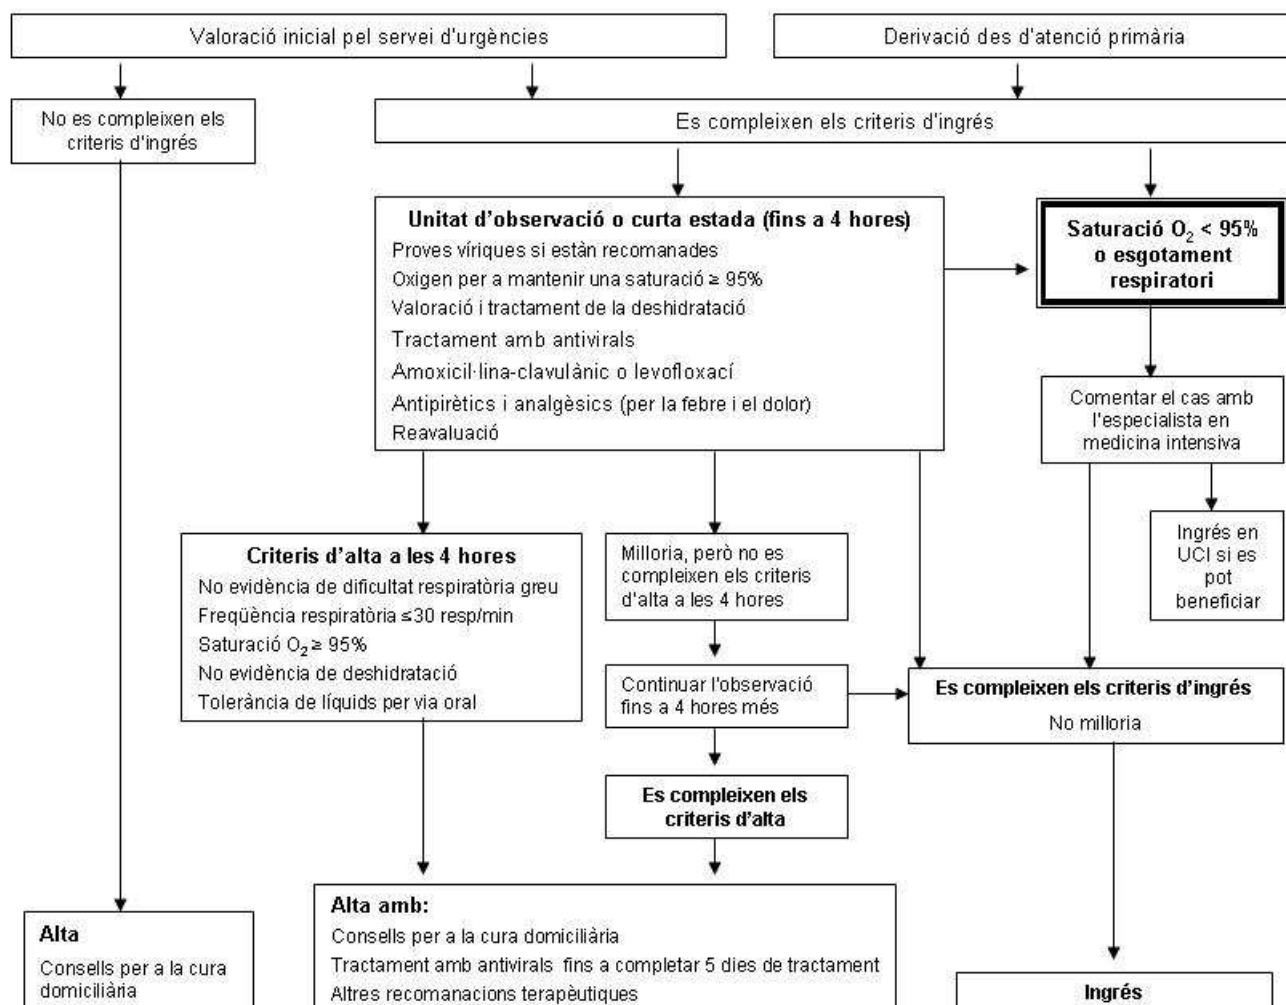 Valoració inicial pel servei d'urgències
Derivació des d'atenció primària
No es compleixen els
criteris d'ingrés
Es compleixen els criteris d'ingrés
Unitat d'observació o curta estada (fins a 4 hores)
Proves víriques si estàn recomanades
Oxigen per a mantenir una saturació ≥ 95%
Valoració i tractament de la deshidratació
Tractament amb antivirals
Amoxicil·lina-clavulànic o levofloxací
Antipirètics i analgèsics (per la febre i el dolor)
Reavaluació
Saturació O2 < 95%
o esgotament
respiratori
Comentar el cas amb
l'especialista en
medicina intensiva
Ingrés en
UCI si es
pot
beneficiar
Criteris d'alta a les 4 hores
No evidència de dificultat respiratòria greu
Freqüència respiratòria ≤30 resp/min
Saturació O2 ≥ 95%
No evidència de deshidratació
Tolerància de líquids per via oral
Milloria, però no es
compleixen els criteris
d'alta a les 4 hores
Continuar l'observació
fins a 4 hores més
Es compleixen els criteris d'ingrés
No milloria
Es compleixen els
criteris d'alta
Alta
Consells per a la cura
domiciliària
Alta amb:
Consells per a la cura domiciliària
Tractament amb antivirals fins a completar 5 dies de tractament
Altres recomanacions terapèutiques
Ingrés